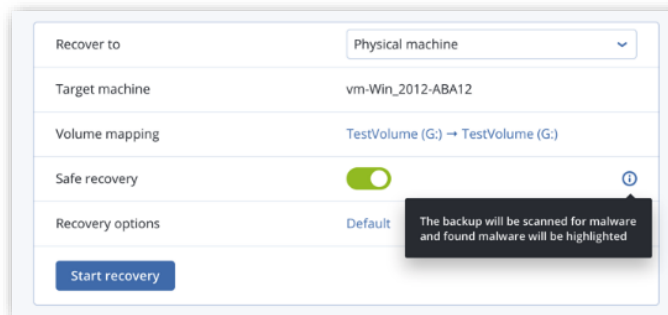 Recover to
Physical machine
Target machine
vm-Win_2012-ABA12
Volume mapping
TestVolume (G:) → TestVolume (G:)
Safe recovery
Recovery options
Default
The backup will be scanned for malware
and found malware will be highlighted
Start recovery